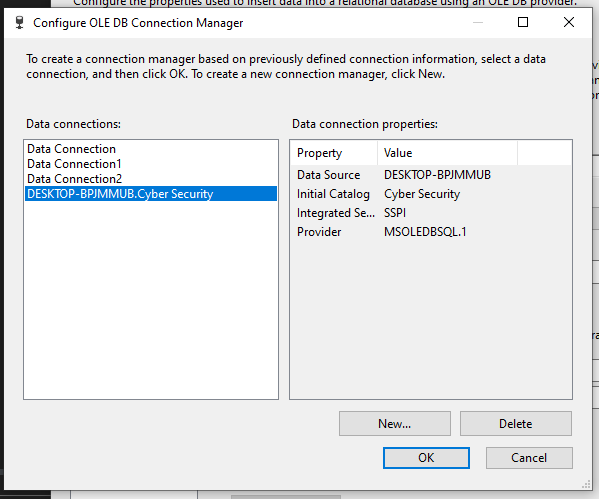 Configure the properties used to insert data into a relational database using an OLE DB provider.
Configure OLE DB Connection Manager
To create a connection manager based on previously defined connection information, select a data
connection, and then click OK. To create a new connection manager, click New.
Data connections:
Data connection properties:
Data Connection
Data Connection1
Data Connection2
DESKTOP-BPJMMUB.Cyber Security
Property Value
Data Source DESKTOP-BPJMMUB
Initial Catalog Cyber Security
Integrated Se... SSPI
Provider MSOLEDBSQL.1
New... Delete
OK Cancel